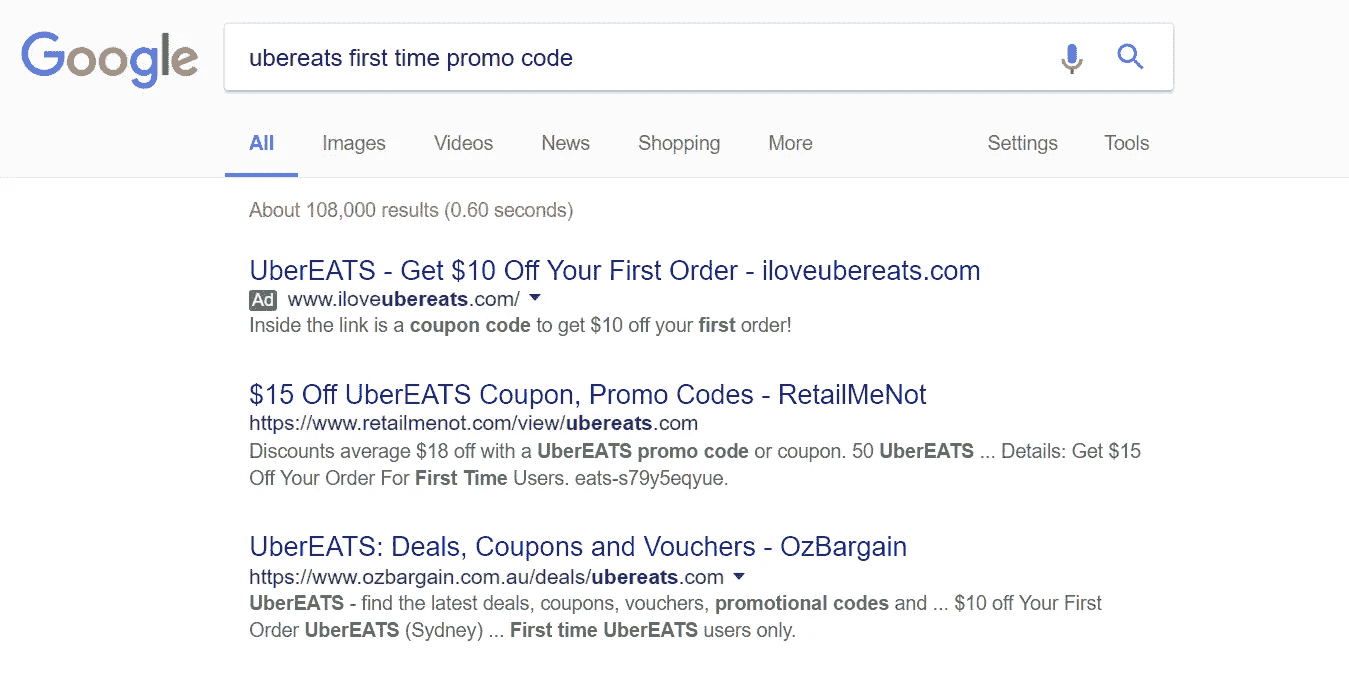 Google
ubereats first time promo code
All Images Videos News Shopping More Settings Tools
About 108,000 results (0.60 seconds)
UberEATS - Get $10 Off Your First Order - iloveubereats.com
Ad www.iloveubereats.com/
Inside the link is a coupon code to get $10 off your first order!
$15 Off UberEATS Coupon, Promo Codes - RetailMeNot
https://www.retailmenot.com/view/ubereats.com
Discounts average $18 off with a UberEATS promo code or coupon. 50 UberEATS ... Details: Get $15
Off Your Order For First Time Users. eats-s79y5eqyue.
UberEATS: Deals, Coupons and Vouchers - OzBargain
https://www.ozbargain.com.au/deals/ubereats.com
UberEATS - find the latest deals, coupons, vouchers, promotional codes and ... $10 off Your First
Order UberEATS (Sydney) ... First time UberEATS users only.